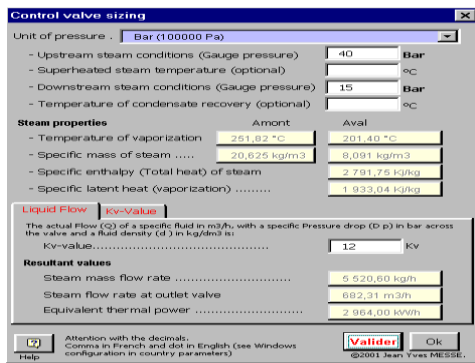 Control valve sizing
Unit of pressure . Bar (100000 Pa)
- Upstream steam conditions (Gauge pressure) 40 Bar
- Superheated steam temperature (optional) °C
- Downstream steam conditions (Gauge pressure) 15 Bar
- Temperature of condensate recovery (optional) °C
Steam properties Amont Aval
- Temperature of vaporization 251,82 °C 201,40 °C
- Specific mass of steam ..... 20,625 kg/m3 8,091 kg/m3
- Specific enthalpy (Total heat) of steam 2 791,75 Kj/kg
- Specific latent heat (vaporization) ......... 1 933,04 Kj/kg
Liquid Flow Kv-Value
The actual Flow (Q) of a specific fluid in m3/h, with a specific Pressure drop (D p) in bar across
the valve and a fluid density (d ) in kg/dm3 is:
Kv-value............................................. 12 Kv
Resultant values
Steam mass flow rate ................................ 5 520,60 kg/h
Steam flow rate at outlet valve 682,31 m3/h
Equivalent thermal power ........................ 2 964,00 kW/h
Help
Attention with the decimals.
Comma in French and dot in English (see Windows
configuration in country parameters)
Valider Ok
©2001 Jean Yves MESSE.